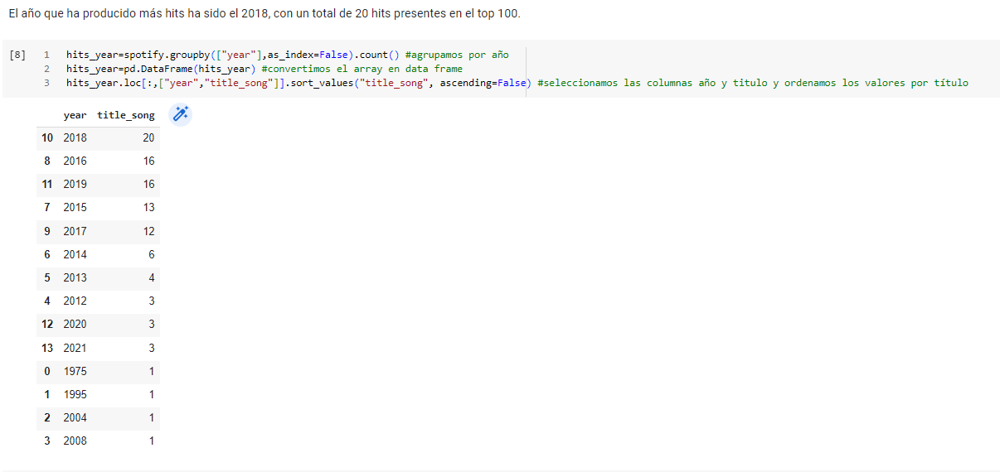 El año que ha producido más hits ha sido el 2018, con un total de 20 hits presentes en el top 100.
[8] 1 hits_year=spotify.groupby(["year"],as_index=False).count() #agrupamos por año
2 hits_year=pd.DataFrame(hits_year) #convertimos el array en data frame
3 hits_year.loc[:,["year","title_song"]].sort_values("title_song", ascending=False) #seleccionamos las columnas año y titulo y ordenamos los valores por título
year title_song
10 2018 20
8 2016 16
11 2019 16
7 2015 13
9 2017 12
6 2014 6
5 2013 4
4 2012 3
12 2020 3
13 2021 3
0 1975 1
1 1995 1
2 2004 1
3 2008 1